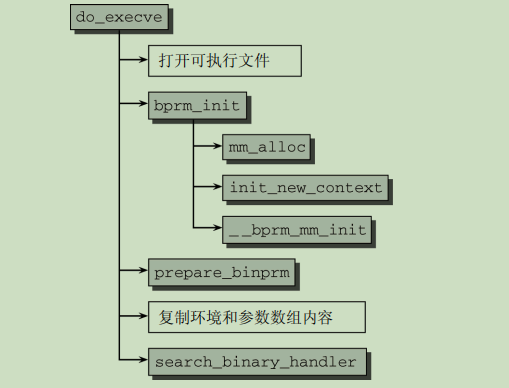 do_execve
打开可执行文件
bprm_init
mm_alloc
init_new_context
__bprm_mm_init
prepare_binprm
复制环境和参数数组内容
search_binary_handler